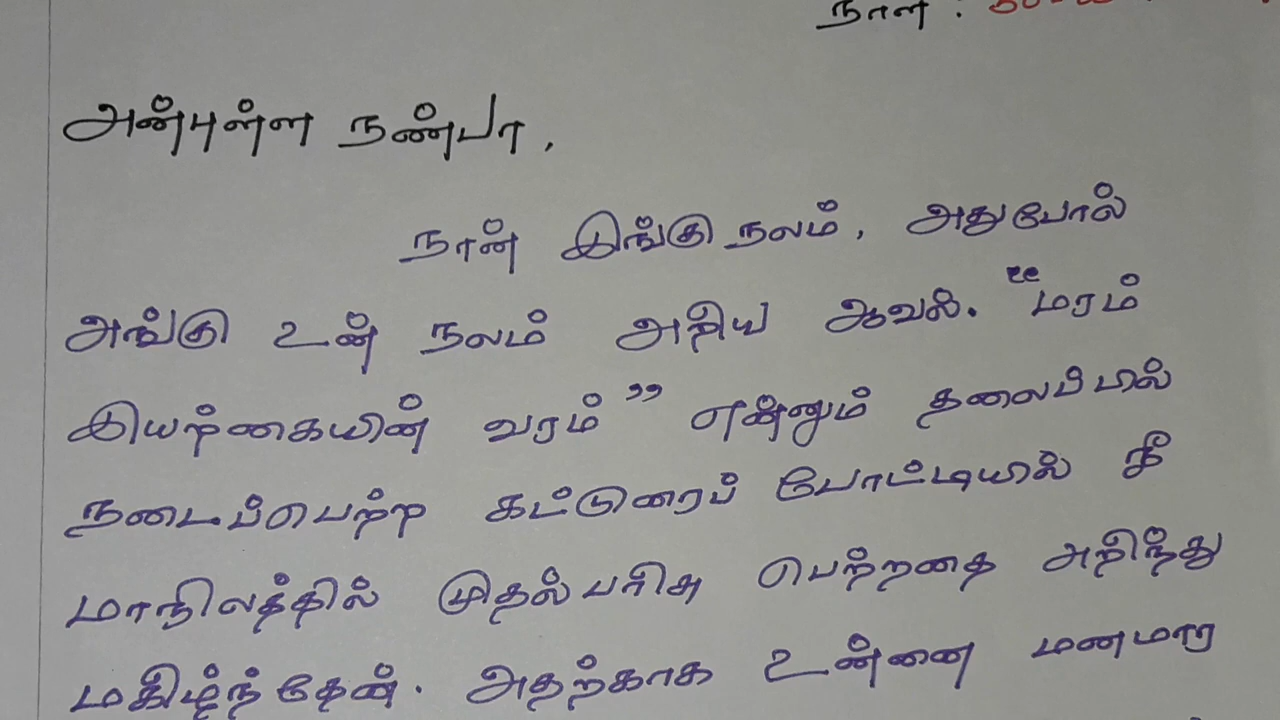 நாள் :
அன்புள்ள நண்பா,
நான் இங்கு நலம், அதுபோல்
அங்கு உன் நலம் அறிய ஆவல். “மரம்
இயற்கையின் வரம்” என்னும் தலைப்பில்
நடைப்பெற்ற கட்டுரைப் போட்டியில் நீ
மாநிலத்தில் முதல் பரிசு பெற்றதை அறிந்து
மகிழ்ந்தேன். அதற்காக உன்னை மனமார